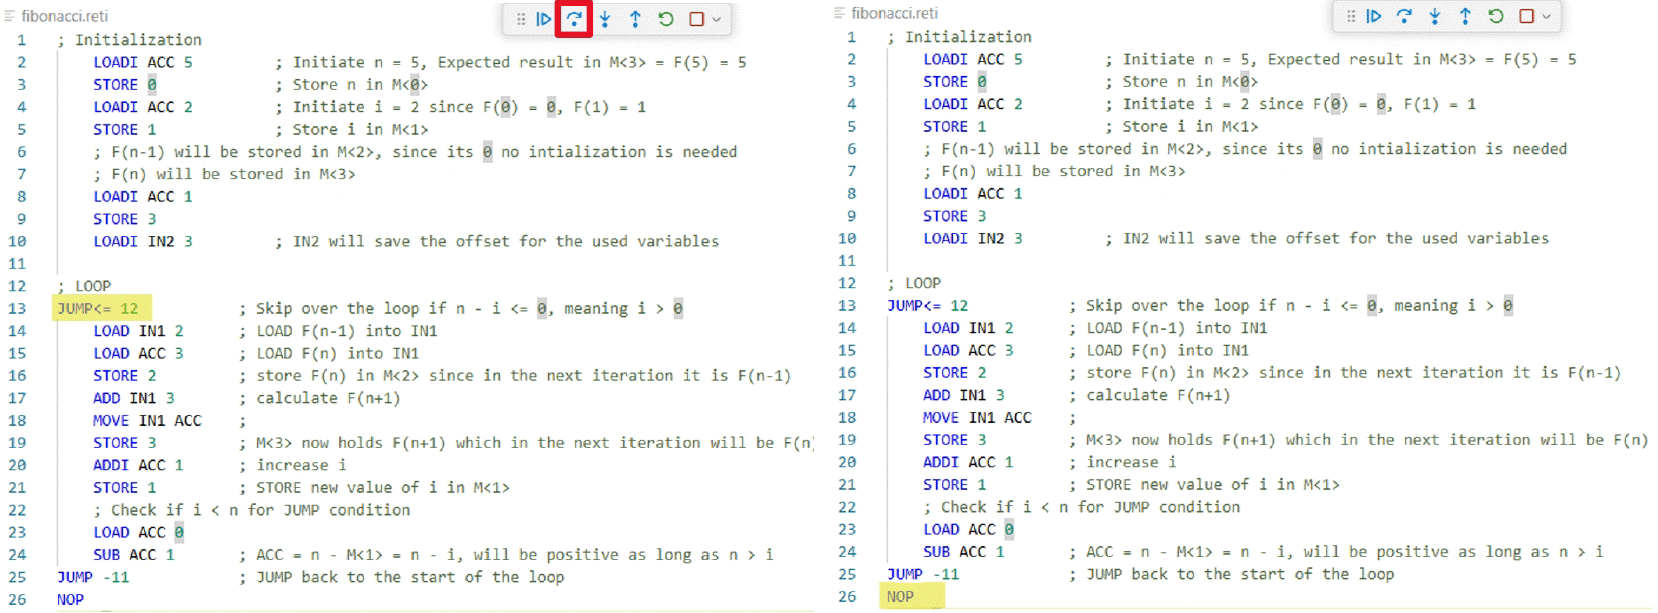 fibonacci.reti
1 ; Initialization
2 LOADI ACC 5 ; Initiate n = 5, Expected result in M<3> = F(5) = 5
3 STORE 0 ; Store n in M<0>
4 LOADI ACC 2 ; Initiate i = 2 since F(0) = 0, F(1) = 1
5 STORE 1 ; Store i in M<1>
6 ; F(n-1) will be stored in M<2>, since its 0 no intialization is needed
7 ; F(n) will be stored in M<3>
8 LOADI ACC 1
9 STORE 3
10 LOADI IN2 3 ; IN2 will save the offset for the used variables
11
12 ; LOOP
13 JUMP<= 12 ; Skip over the loop if n - i <= 0, meaning i > 0
14 LOAD IN1 2 ; LOAD F(n-1) into IN1
15 LOAD ACC 3 ; LOAD F(n) into IN1
16 STORE 2 ; store F(n) in M<2> since in the next iteration it is F(n-1)
17 ADD IN1 3 ; calculate F(n+1)
18 MOVE IN1 ACC ;
19 STORE 3 ; M<3> now holds F(n+1) which in the next iteration will be F(n)
20 ADDI ACC 1 ; increase i
21 STORE 1 ; STORE new value of i in M<1>
22 ; Check if i < n for JUMP condition
23 LOAD ACC 0
24 SUB ACC 1 ; ACC = n - M<1> = n - i, will be positive as long as n > i
25 JUMP -11 ; JUMP back to the start of the loop
26 NOP
fibonacci.reti
1 ; Initialization
2 LOADI ACC 5 ; Initiate n = 5, Expected result in M<3> = F(5) = 5
3 STORE 0 ; Store n in M<0>
4 LOADI ACC 2 ; Initiate i = 2 since F(0) = 0, F(1) = 1
5 STORE 1 ; Store i in M<1>
6 ; F(n-1) will be stored in M<2>, since its 0 no intialization is needed
7 ; F(n) will be stored in M<3>
8 LOADI ACC 1
9 STORE 3
10 LOADI IN2 3 ; IN2 will save the offset for the used variables
11
12 ; LOOP
13 JUMP<= 12 ; Skip over the loop if n - i <= 0, meaning i > 0
14 LOAD IN1 2 ; LOAD F(n-1) into IN1
15 LOAD ACC 3 ; LOAD F(n) into IN1
16 STORE 2 ; store F(n) in M<2> since in the next iteration it is F(n-1)
17 ADD IN1 3 ; calculate F(n+1)
18 MOVE IN1 ACC ;
19 STORE 3 ; M<3> now holds F(n+1) which in the next iteration will be F(n)
20 ADDI ACC 1 ; increase i
21 STORE 1 ; STORE new value of i in M<1>
22 ; Check if i < n for JUMP condition
23 LOAD ACC 0
24 SUB ACC 1 ; ACC = n - M<1> = n - i, will be positive as long as n > i
25 JUMP -11 ; JUMP back to the start of the loop
26 NOP